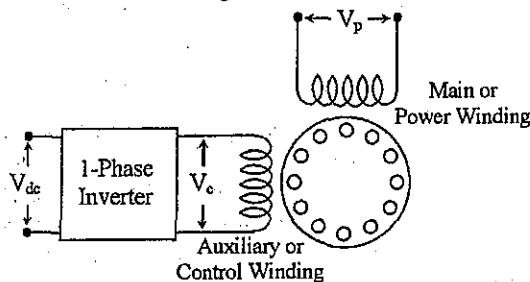 Vp
Main or
Power Winding
Vdc
1-Phase
Inverter
Vc
Auxiliary or
Control Winding